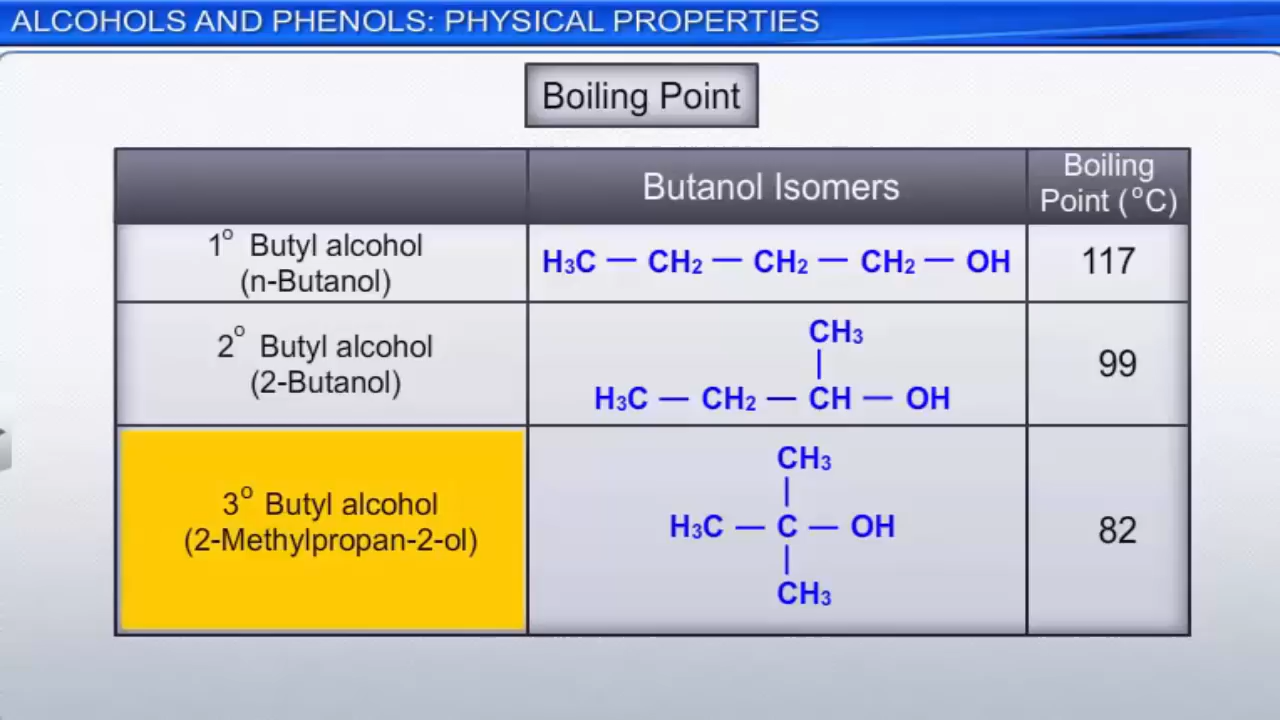 ALCOHOLS AND PHENOLS: PHYSICAL PROPERTIES
Boiling Point
Butanol Isomers
Boiling
Point (°C)
1° Butyl alcohol
(n-Butanol)
H₃C — CH₂ — CH₂ — CH₂ — OH
117
2° Butyl alcohol
(2-Butanol)
CH₃
|
H₃C — CH₂ — CH — OH
99
3° Butyl alcohol
(2-Methylpropan-2-ol)
CH₃
|
H₃C — C — OH
|
CH₃
82